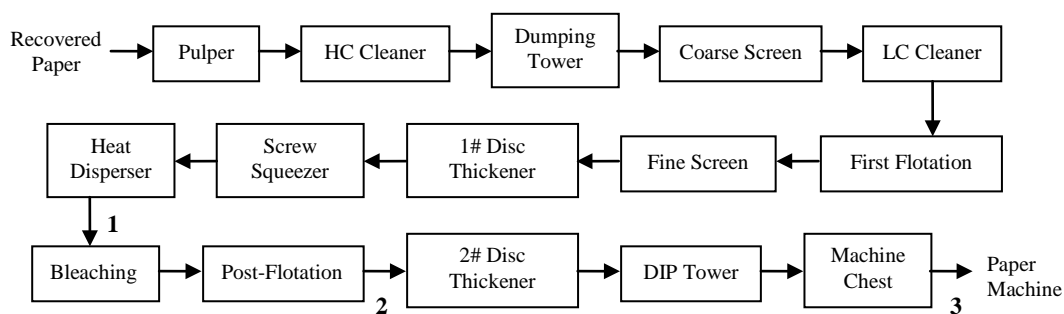 Recovered
Paper
Pulper
HC Cleaner
Dumping
Tower
Coarse Screen
LC Cleaner
Heat
Disperser
Screw
Squeezer
1# Disc
Thickener
Fine Screen
First Flotation
1
Bleaching
Post-Flotation
2
2# Disc
Thickener
DIP Tower
Machine
Chest
3
Paper
Machine